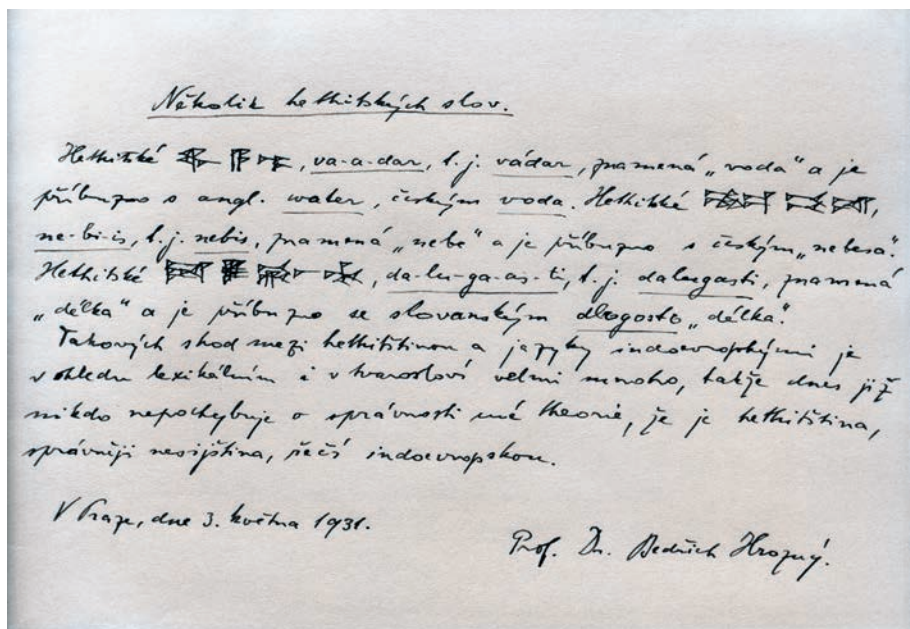 Několik hethitských slov.
Hethitské 𒉿 𒀀 𒁯, va-a-dar, t. j. vádar, znamená „voda“ a je
příbuzno s angl. water, českým voda. Hethitské 𒉈 𒁉 𒅖,
ne-bi-is, t. j. nebis, znamená „nebe“ a je příbuzno s českým „nebesa“.
Hethitské, da-lu-ga-as-ti, t. j. dalugasti, znamená
„délka“ a je příbuzno se slovanským dlogosto „délka“.
Takových shod mezi hethitštinou a jazyky indoevropskými je
v ohledu lexikálním i v tvarosloví velmi mnoho, takže dnes již
nikdo nepochybuje o správnosti mé theorie, že je hethitština,
správněji nesijština, řečí indoevropskou.
V Praze, dne 3. května 1931.
Prof. Dr. Bedřich Hrozný.